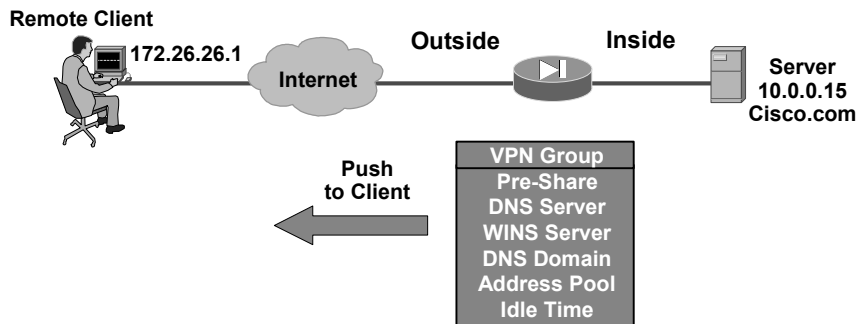 Remote Client
172.26.26.1
Internet
Outside
Inside
Server
10.0.0.15
Cisco.com
Push
to Client
VPN Group
Pre-Share
DNS Server
WINS Server
DNS Domain
Address Pool
Idle Time